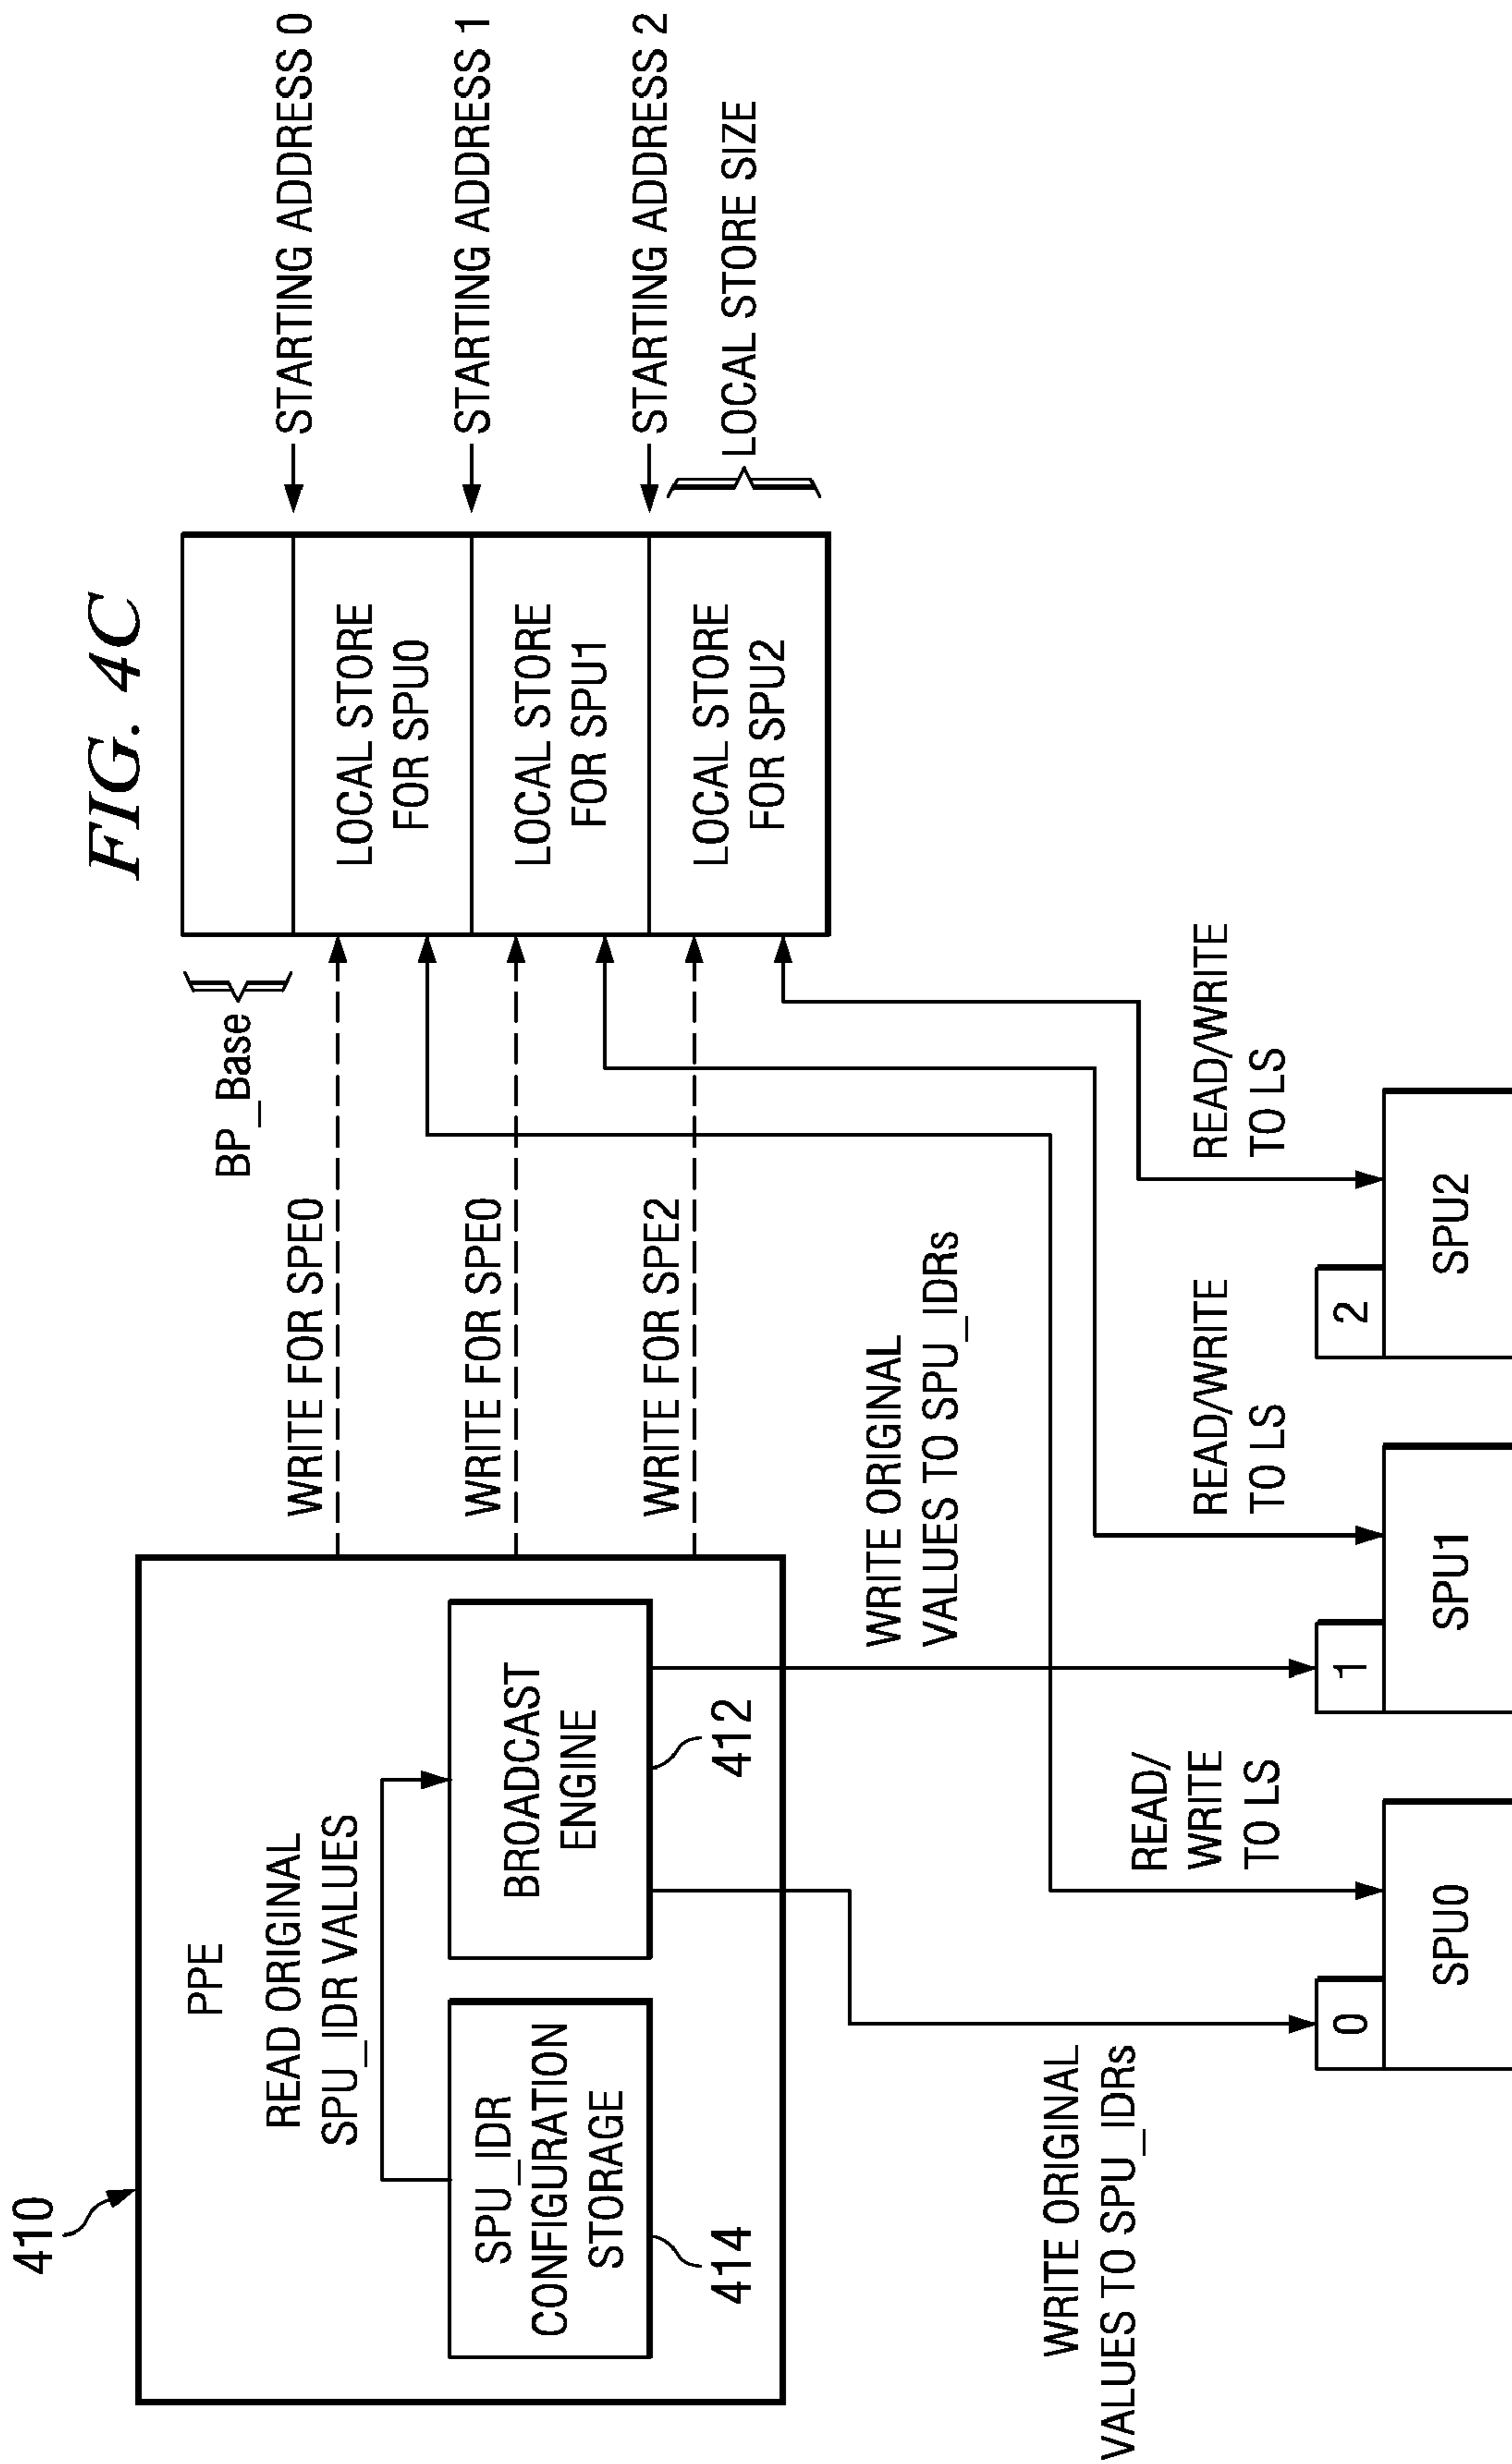 FIG. 4C
410
PPE
READ ORIGINAL
SPU_IDR VALUES
SPU_IDR
CONFIGURATION
STORAGE
414
BROADCAST
ENGINE
412
WRITE FOR SPE0
WRITE FOR SPE0
WRITE FOR SPE2
BP_Base
LOCAL STORE
FOR SPU0
LOCAL STORE
FOR SPU1
LOCAL STORE
FOR SPU2
STARTING ADDRESS 0
STARTING ADDRESS 1
STARTING ADDRESS 2
LOCAL STORE SIZE
WRITE ORIGINAL
VALUES TO SPU_IDRs
WRITE ORIGINAL
VALUES TO SPU_IDRs
READ/
WRITE
TO LS
READ/WRITE
TO LS
READ/WRITE
TO LS
0
SPU0
1
SPU1
2
SPU2